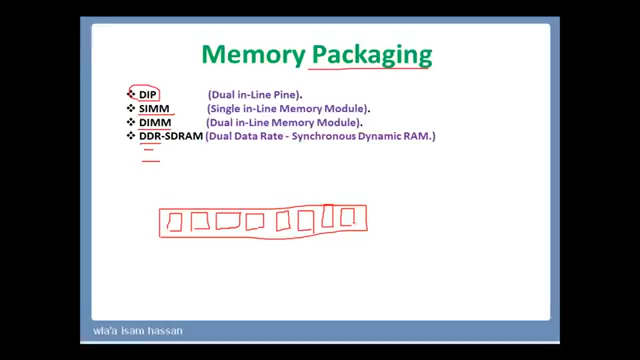 Memory Packaging
❖ DIP (Dual in-Line Pine).
❖ SIMM (Single in-Line Memory Module).
❖ DIMM (Dual in-Line Memory Module).
❖ DDR-SDRAM (Dual Data Rate - Synchronous Dynamic RAM.)
wla'a isam hassan